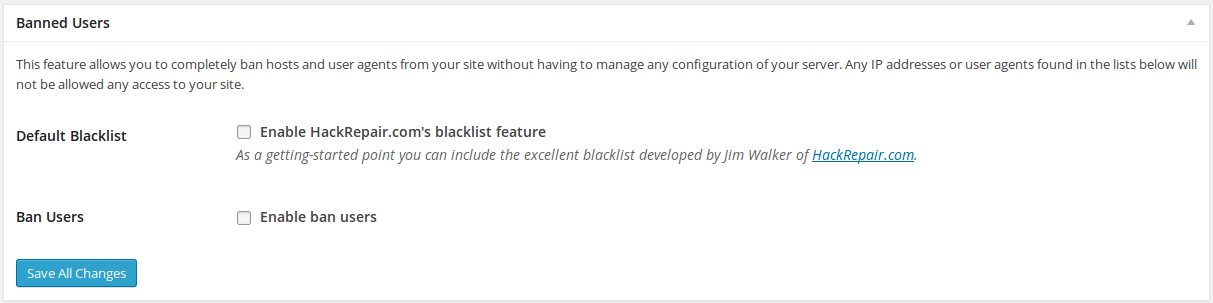 Banned Users
This feature allows you to completely ban hosts and user agents from your site without having to manage any configuration of your server. Any IP addresses or user agents found in the lists below will
not be allowed any access to your site.
Default Blacklist
Enable HackRepair.com's blacklist feature
As a getting-started point you can include the excellent blacklist developed by Jim Walker of HackRepair.com.
Ban Users
Enable ban users
Save All Changes